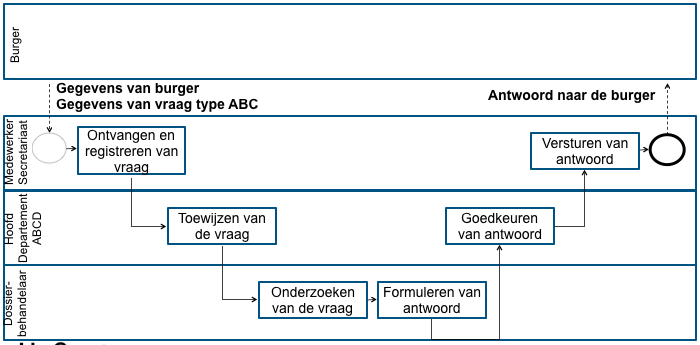 Burger
Gegevens van burger
Gegevens van vraag type ABC
Antwoord naar de burger
Medewerker
Secretariaat
Ontvangen en
registreren van
vraag
Versturen van
antwoord
Hoofd
Departement
ABCD
Toewijzen van
de vraag
Goedkeuren
van antwoord
Dossier-
behandelaar
Onderzoeken
van de vraag
Formuleren van
antwoord